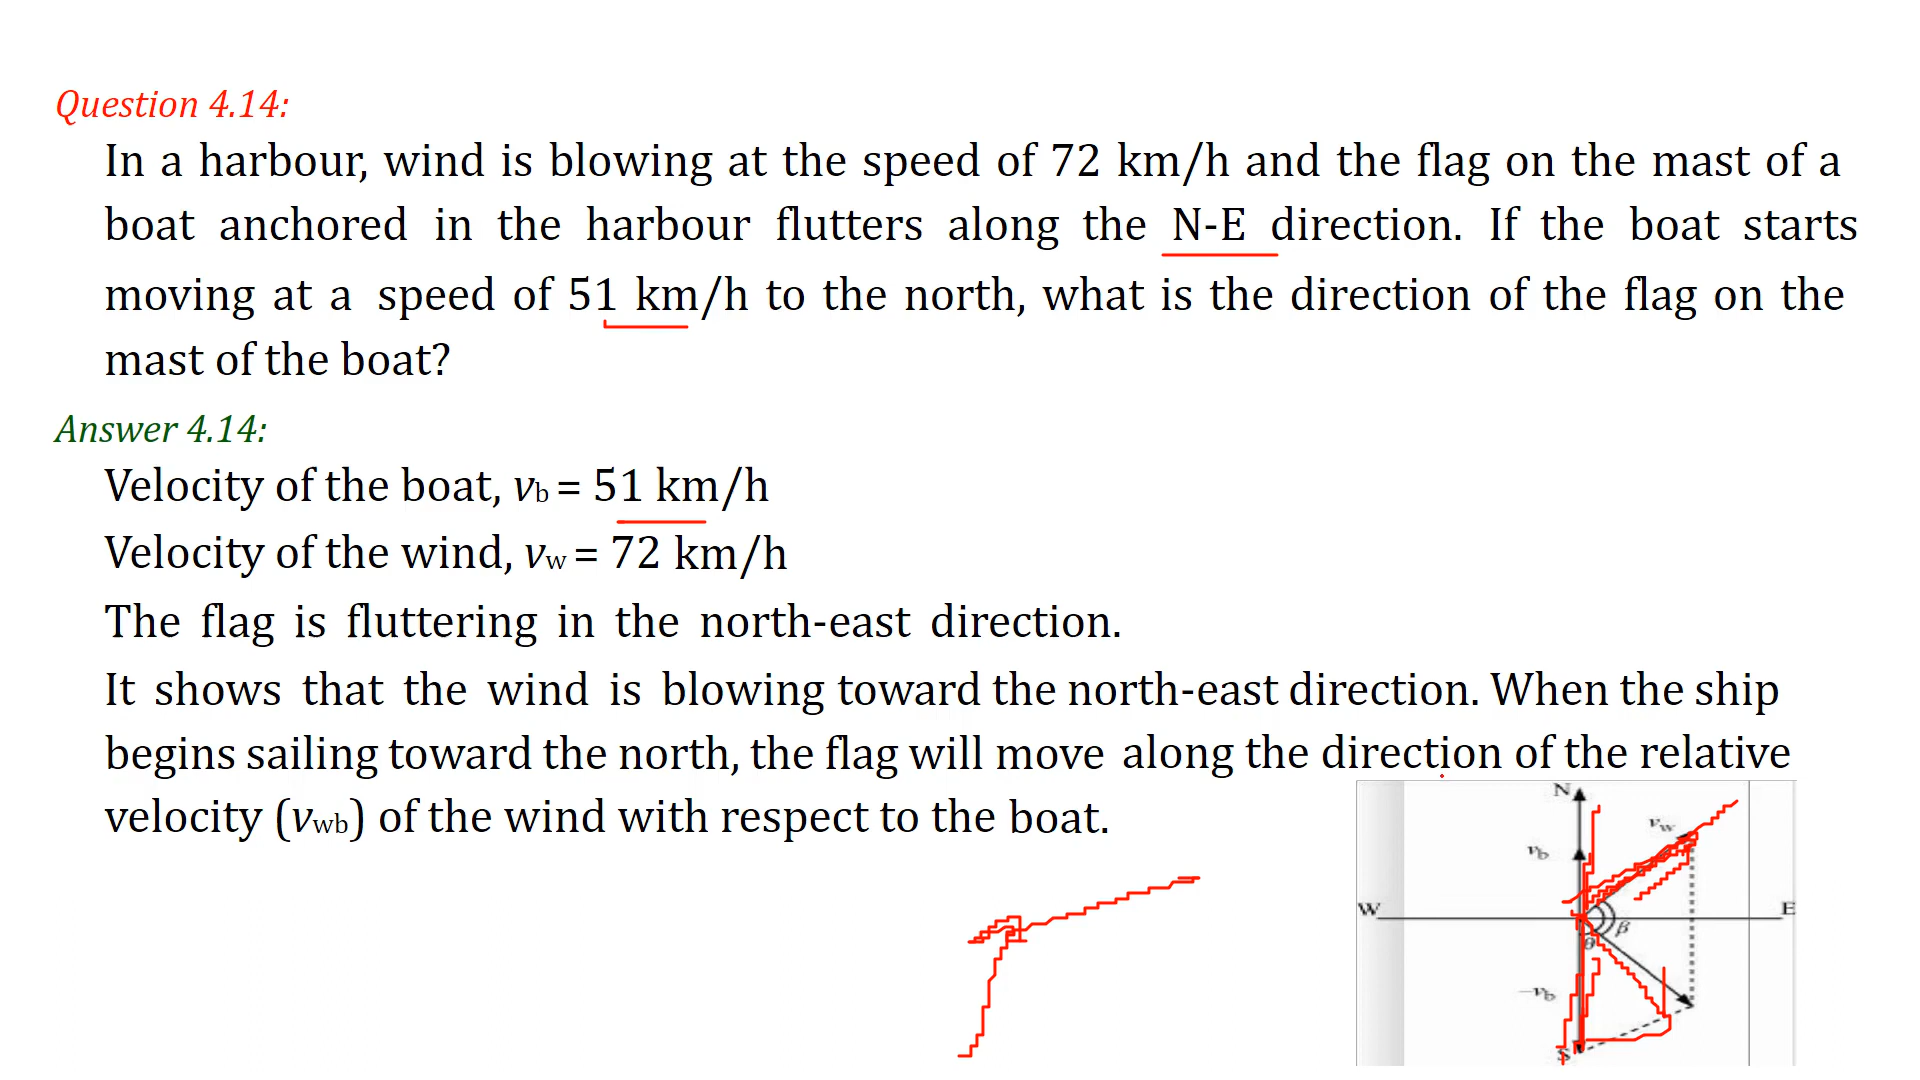 Question 4.14:
In a harbour, wind is blowing at the speed of 72 km/h and the flag on the mast of a
boat anchored in the harbour flutters along the N-E direction. If the boat starts
moving at a speed of 51 km/h to the north, what is the direction of the flag on the
mast of the boat?
Answer 4.14:
Velocity of the boat, vb = 51 km/h
Velocity of the wind, vw = 72 km/h
The flag is fluttering in the north-east direction.
It shows that the wind is blowing toward the north-east direction. When the ship
begins sailing toward the north, the flag will move along the direction of the relative
velocity (vwb) of the wind with respect to the boat.
N
vw
vb
W
E
β
θ
−vb
S